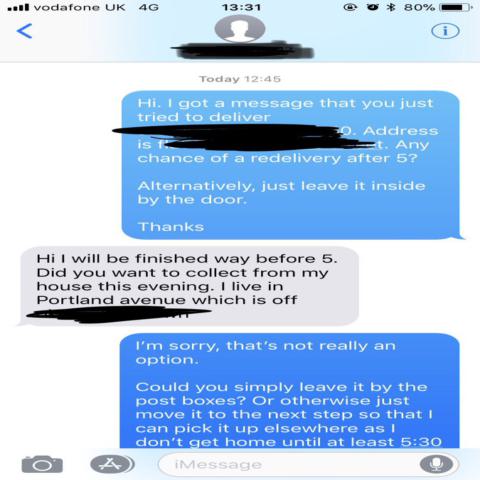 vodafone UK 4G 13:31 80%
Today 12:45
Hi. I got a message that you just
tried to deliver
Address
is
Any
chance of a redelivery after 5?
Alternatively, just leave it inside
by the door.
Thanks
Hi I will be finished way before 5.
Did you want to collect from my
house this evening. I live in
Portland avenue which is off
I'm sorry, that's not really an
option.
Could you simply leave it by the
post boxes? Or otherwise just
move it to the next step so that I
can pick it up elsewhere as I
don't get home until at least 5:30
iMessage